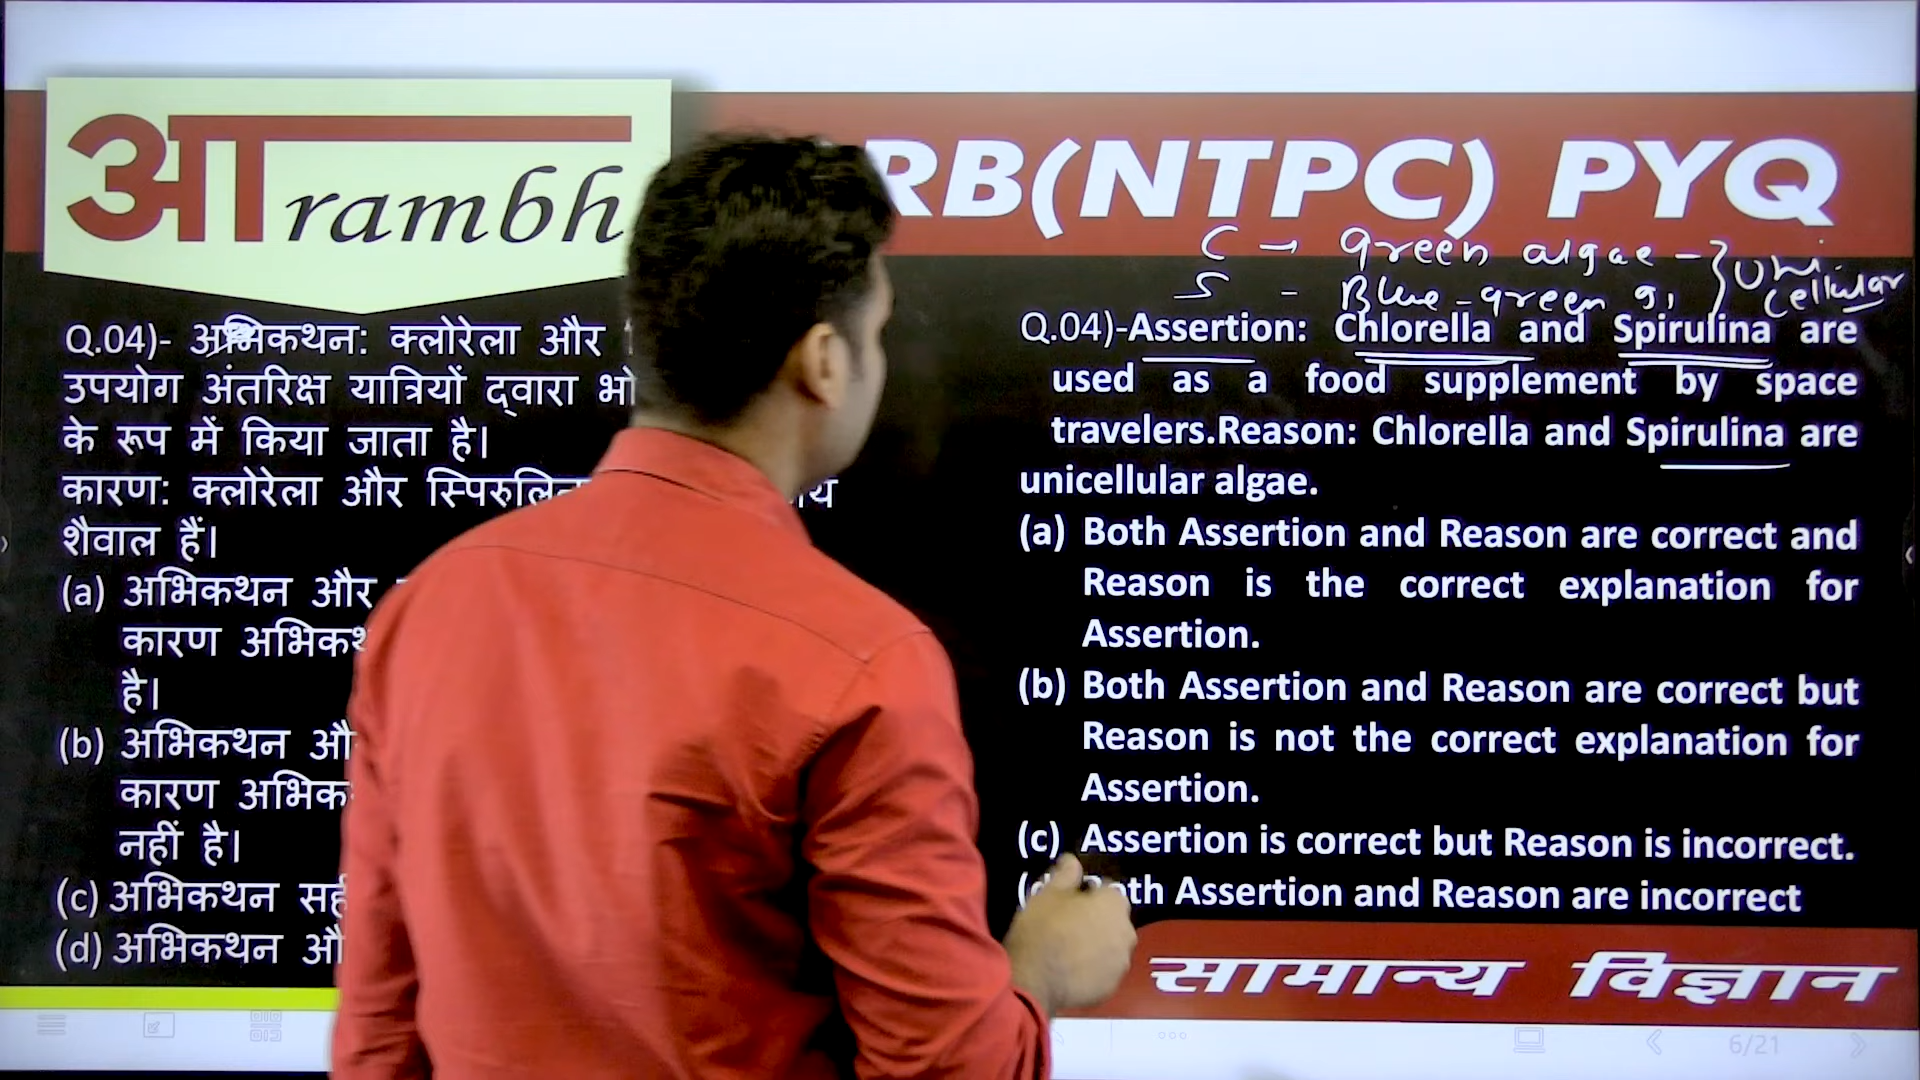 आrambh
RB(NTPC) PYQ
C → green algae - } Uni
S - Blue-green } cellular
Q.04)- अभिकथन: क्लोरेला और
उपयोग अंतरिक्ष यात्रियों द्वारा
के रूप में किया जाता है।
कारण: क्लोरेला और
शैवाल हैं।
(a) अभिकथन और
कारण
है।
(b) अभिकथन
कारण
नहीं है।
(c) अभिकथन
(d) अभिकथन
Q.04)-Assertion: Chlorella and Spirulina are
used as a food supplement by space
travelers.Reason: Chlorella and Spirulina are
unicellular algae.
(a) Both Assertion and Reason are correct and
Reason is the correct explanation for
Assertion.
(b) Both Assertion and Reason are correct but
Reason is not the correct explanation for
Assertion.
(c) Assertion is correct but Reason is incorrect.
Assertion and Reason are incorrect
सामान्य विज्ञान
6/21